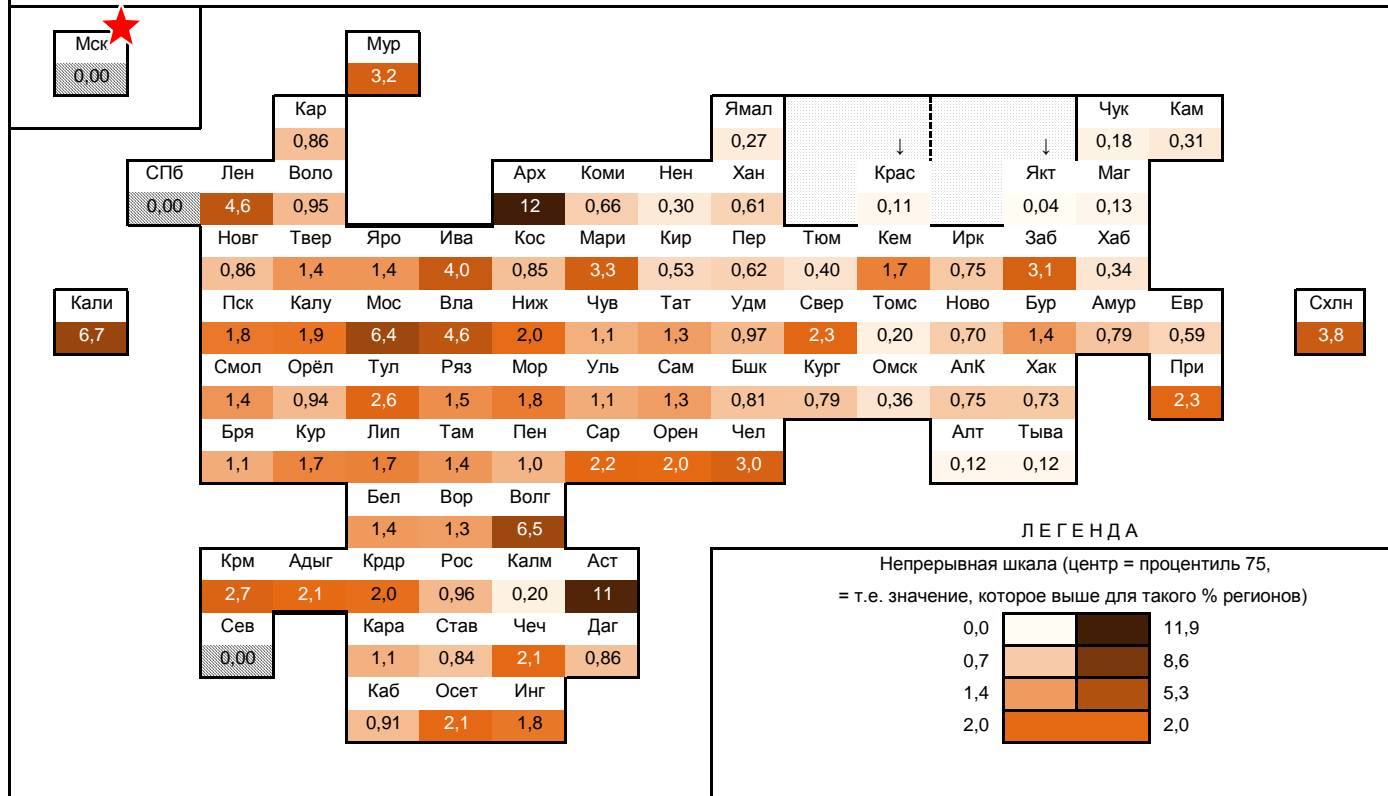 Мск Мур
0,00 3,2
Кар Ямал Чук Кам
0,86 0,27 ↓ ↓ 0,18 0,31
СПб Лен Воло Арх Коми Нен Хан Крас Якт Маг
0,00 4,6 0,95 12 0,66 0,30 0,61 0,11 0,04 0,13
Новг Твер Яро Ива Кос Мари Кир Пер Тюм Кем Ирк Заб Хаб
0,86 1,4 1,4 4,0 0,85 3,3 0,53 0,62 0,40 1,7 0,75 3,1 0,34
Кали Пск Калу Мос Вла Ниж Чув Тат Удм Свер Томс Ново Бур Амур Евр Схлн
6,7 1,8 1,9 6,4 4,6 2,0 1,1 1,3 0,97 2,3 0,20 0,70 1,4 0,79 0,59 3,8
Смол Орёл Тул Ряз Мор Уль Сам Бшк Кург Омск АлК Хак При
1,4 0,94 2,6 1,5 1,8 1,1 1,3 0,81 0,79 0,36 0,75 0,73 2,3
Бря Кур Лип Там Пен Сар Орен Чел Алт Тыва
1,1 1,7 1,7 1,4 1,0 2,2 2,0 3,0 0,12 0,12
Бел Вор Волг
1,4 1,3 6,5
Крм Адыг Крдр Рос Калм Аст
2,7 2,1 2,0 0,96 0,20 11
Сев Кара Став Чеч Даг
0,00 1,1 0,84 2,1 0,86
Каб Осет Инг
0,91 2,1 1,8
Л Е Г Е Н Д А
Непрерывная шкала (центр = процентиль 75,
= т.е. значение, которое выше для такого % регионов)
0,0 11,9
0,7 8,6
1,4 5,3
2,0 2,0